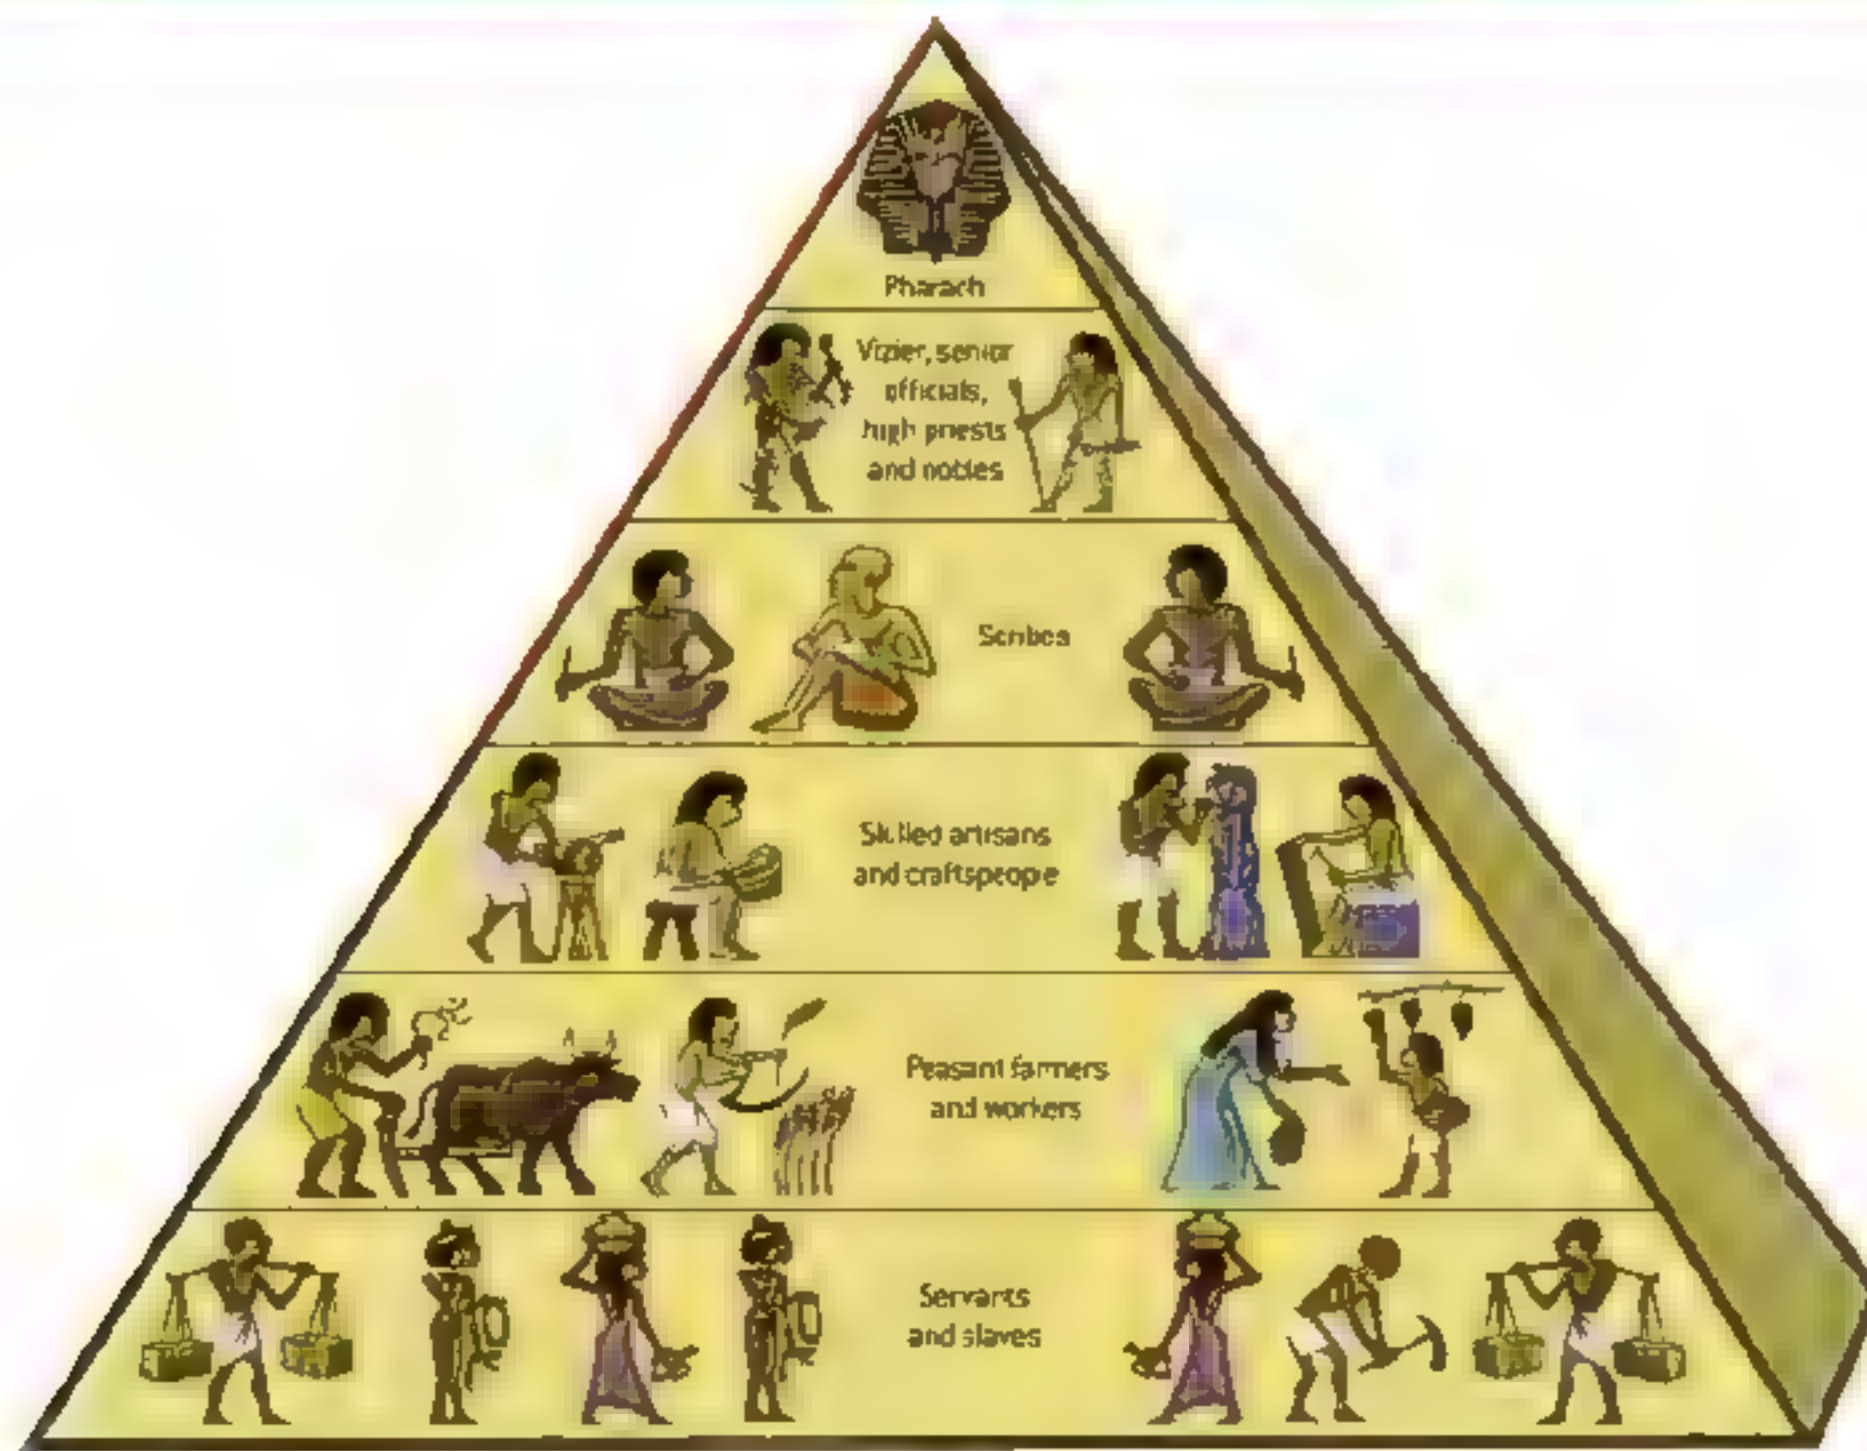 Pharaoh
Vizier, senior
officials,
high priests
and nobles
Scribes
Skilled artisans
and craftspeople
Peasant farmers
and workers
Servants
and slaves